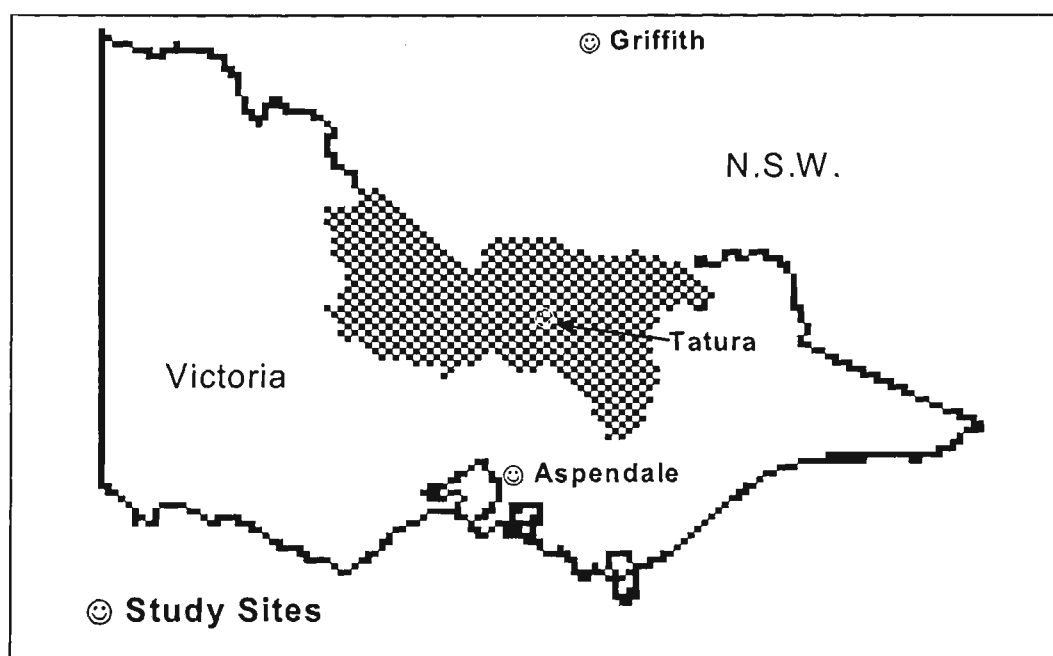 Griffith
N.S.W.
Tatura
Victoria
Aspendale
Study Sites